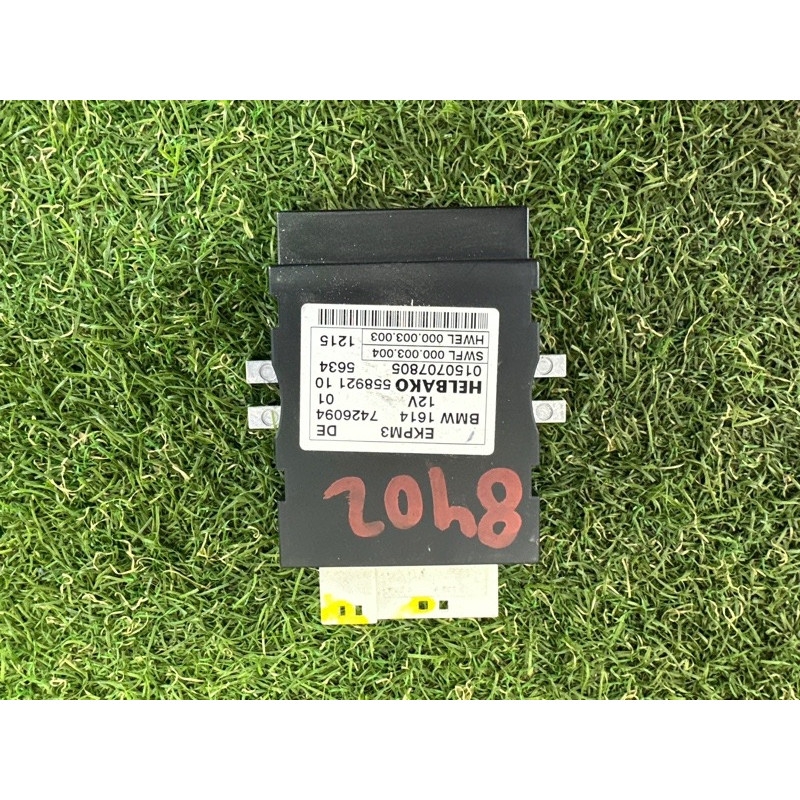 8402
EKPM3 DE
BMW 1614 7426094
12V 01
HELBAKO 558921 10
0150707805 5634
SWFL 000.003.004
HWEL 000.003.003 1215